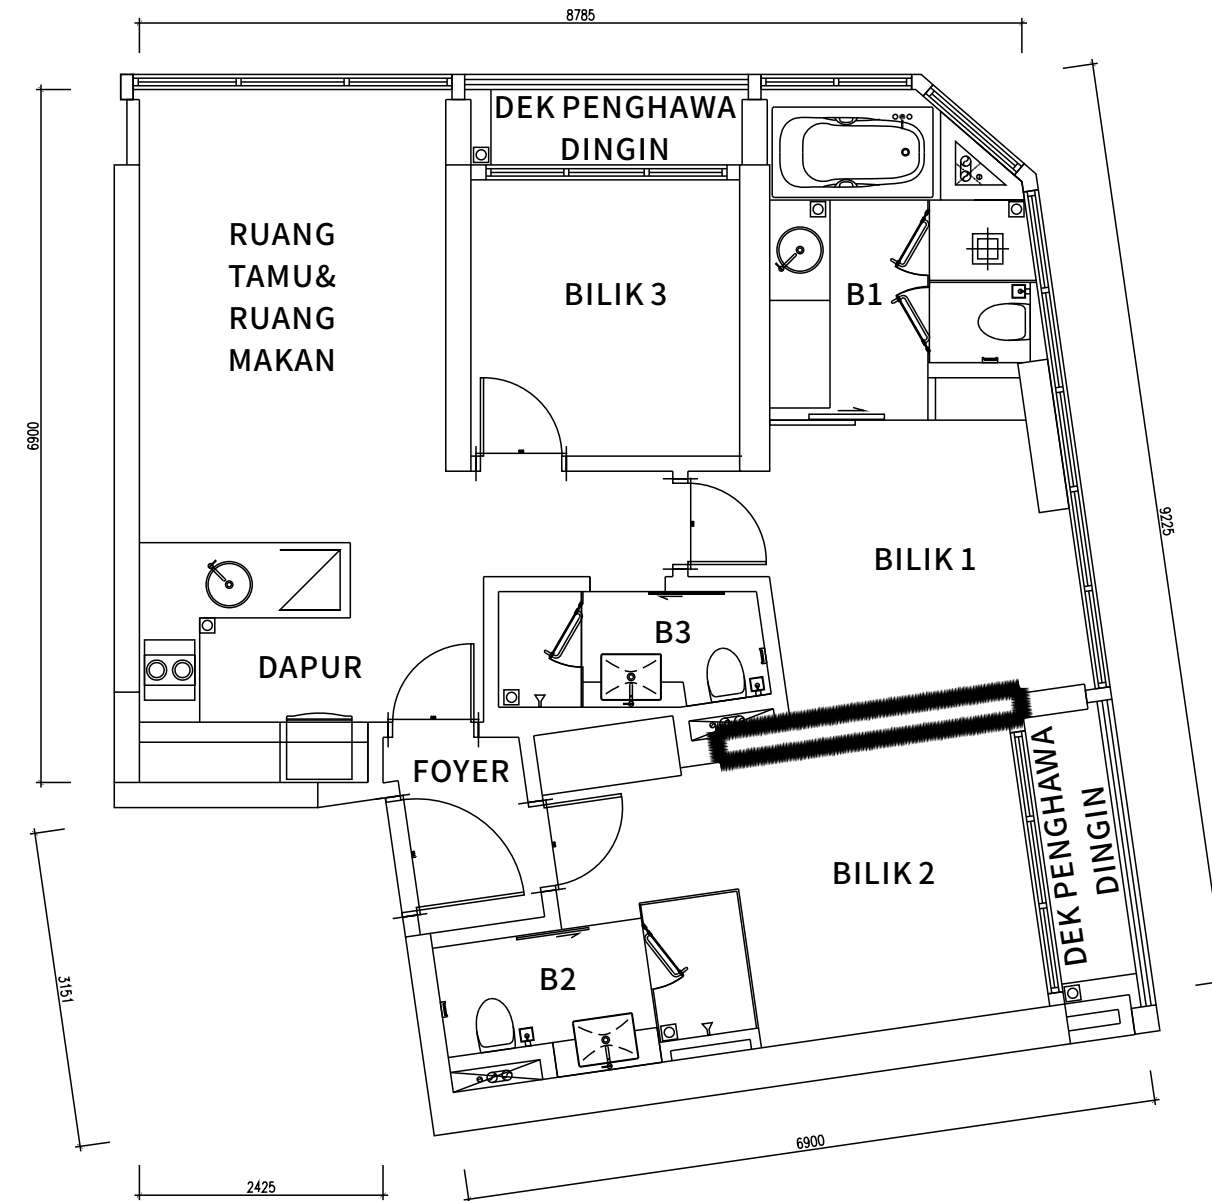 8785
DEK PENGHAWA
DINGIN
RUANG
TAMU&
RUANG
MAKAN
BILIK 3
B1
6900
9225
BILIK 1
B3
DAPUR
FOYER
DEK PENGHAWA
DINGIN
BILIK 2
B2
3151
6900
2425